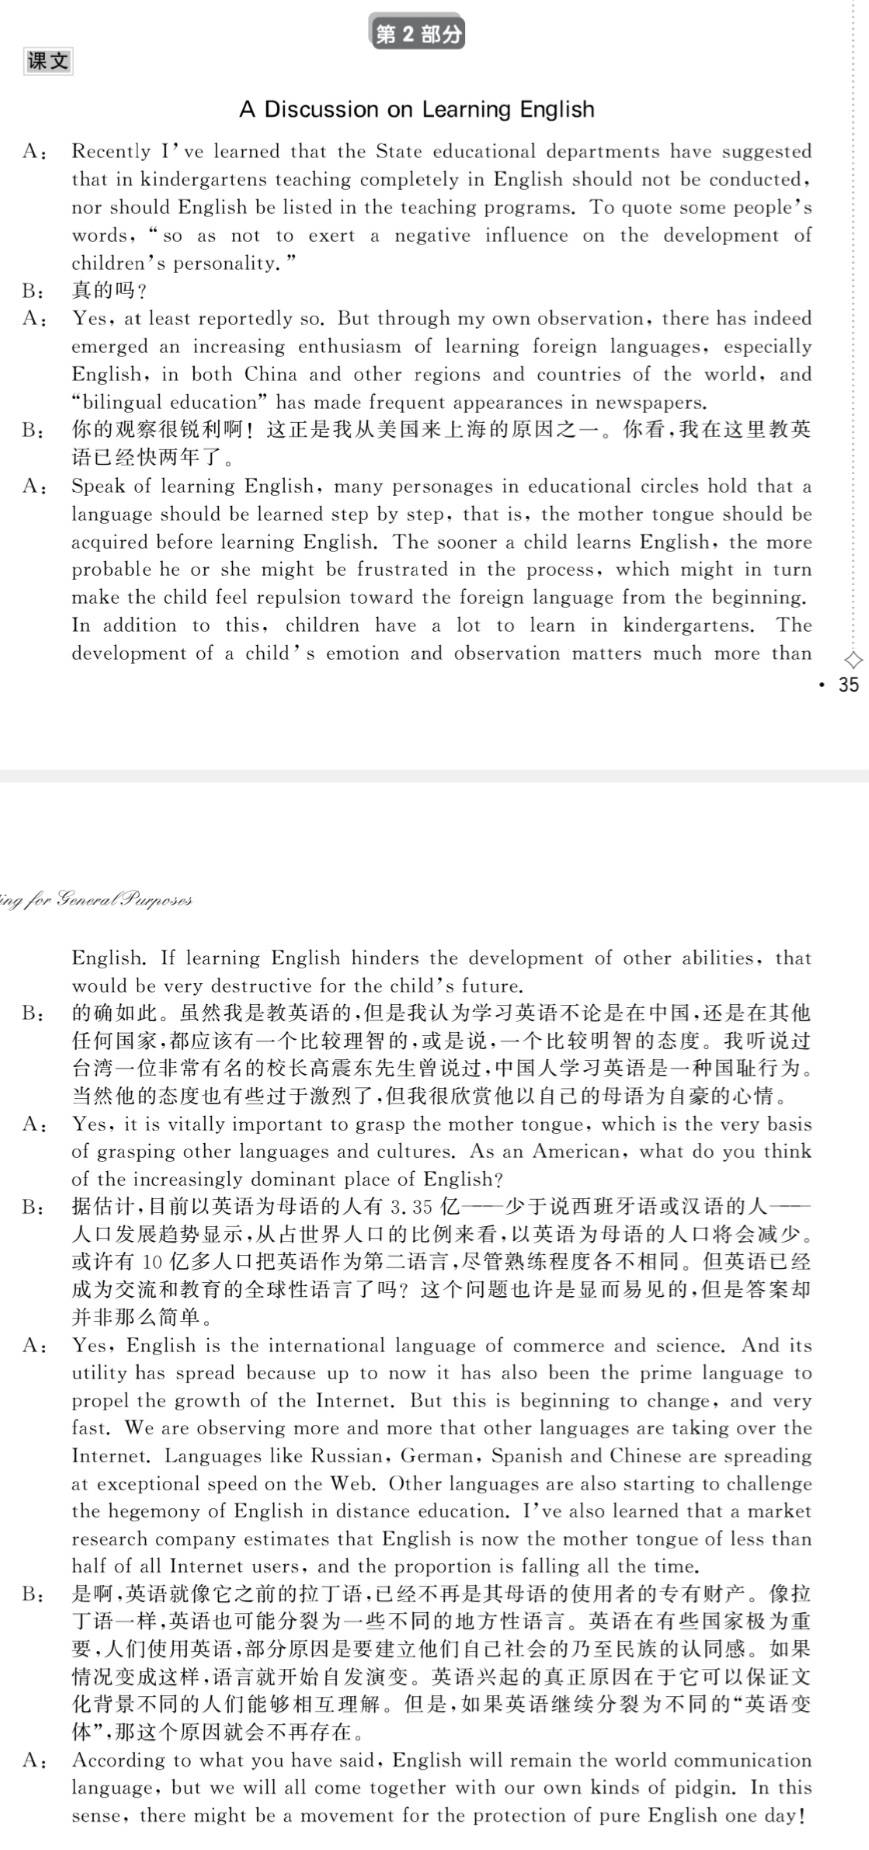 第 2 部分
课文
A Discussion on Learning English
A： Recently I’ve learned that the State educational departments have suggested
that in kindergartens teaching completely in English should not be conducted,
nor should English be listed in the teaching programs. To quote some people’s
words, “so as not to exert a negative influence on the development of
children’s personality.”
B： 真的吗?
A： Yes, at least reportedly so. But through my own observation, there has indeed
emerged an increasing enthusiasm of learning foreign languages, especially
English, in both China and other regions and countries of the world, and
“bilingual education” has made frequent appearances in newspapers.
B： 你的观察很锐利啊! 这正是我从美国来上海的原因之一。你看,我在这里教英
语已经快两年了。
A： Speak of learning English, many personages in educational circles hold that a
language should be learned step by step, that is, the mother tongue should be
acquired before learning English. The sooner a child learns English, the more
probable he or she might be frustrated in the process, which might in turn
make the child feel repulsion toward the foreign language from the beginning.
In addition to this, children have a lot to learn in kindergartens. The
development of a child’s emotion and observation matters much more than
· 35
ing for General Purposes
English. If learning English hinders the development of other abilities, that
would be very destructive for the child’s future.
B： 的确如此。虽然我是教英语的,但是我认为学习英语不论是在中国,还是在其他
任何国家,都应该有一个比较理智的,或是说,一个比较明智的态度。我听说过
台湾一位非常有名的校长高震东先生曾说过,中国人学习英语是一种国耻行为。
当然他的态度也有些过于激烈了,但我很欣赏他以自己的母语为自豪的心情。
A： Yes, it is vitally important to grasp the mother tongue, which is the very basis
of grasping other languages and cultures. As an American, what do you think
of the increasingly dominant place of English?
B： 据估计,目前以英语为母语的人有 3.35 亿——少于说西班牙语或汉语的人——
人口发展趋势显示,从占世界人口的比例来看,以英语为母语的人口将会减少。
或许有 10 亿多人口把英语作为第二语言,尽管熟练程度各不相同。但英语已经
成为交流和教育的全球性语言了吗? 这个问题也许是显而易见的,但是答案却
并非那么简单。
A： Yes, English is the international language of commerce and science. And its
utility has spread because up to now it has also been the prime language to
propel the growth of the Internet. But this is beginning to change, and very
fast. We are observing more and more that other languages are taking over the
Internet. Languages like Russian, German, Spanish and Chinese are spreading
at exceptional speed on the Web. Other languages are also starting to challenge
the hegemony of English in distance education. I’ve also learned that a market
research company estimates that English is now the mother tongue of less than
half of all Internet users, and the proportion is falling all the time.
B： 是啊,英语就像它之前的拉丁语,已经不再是其母语的使用者的专有财产。像拉
丁语一样,英语也可能分裂为一些不同的地方性语言。英语在有些国家极为重
要,人们使用英语,部分原因是要建立他们自己社会的乃至民族的认同感。如果
情况变成这样,语言就开始自发演变。英语兴起的真正原因在于它可以保证文
化背景不同的人们能够相互理解。但是,如果英语继续分裂为不同的“英语变
体”,那这个原因就会不再存在。
A： According to what you have said, English will remain the world communication
language, but we will all come together with our own kinds of pidgin. In this
sense, there might be a movement for the protection of pure English one day!